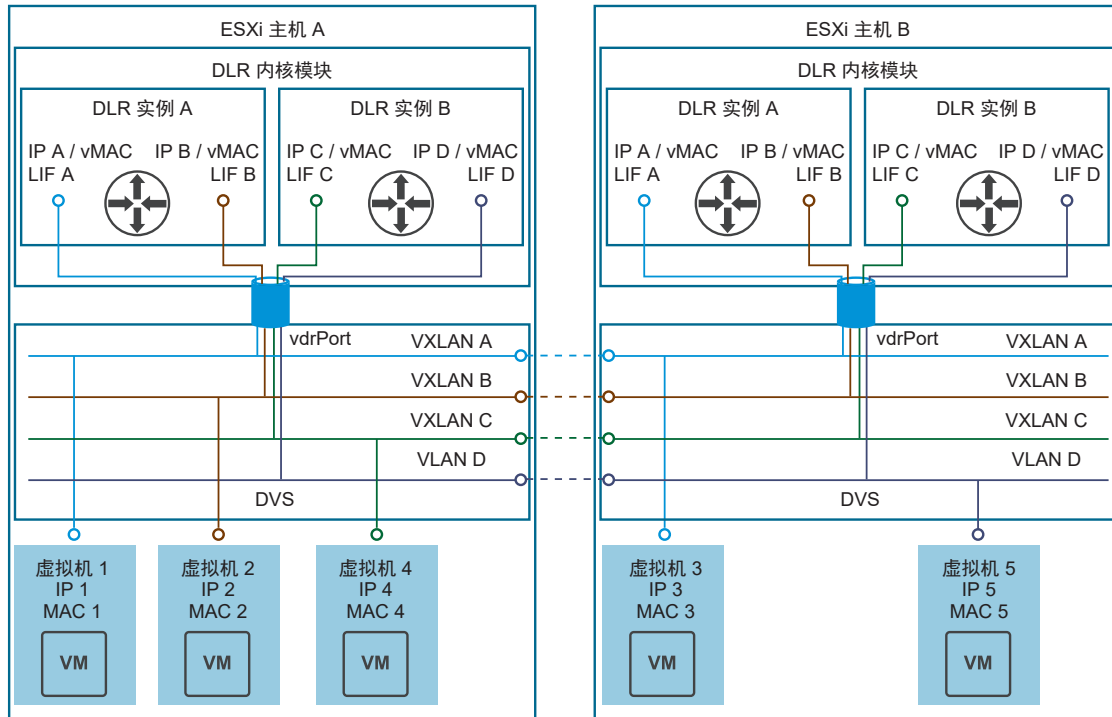 ESXi 主机 A
DLR 内核模块
DLR 实例 A
DLR 实例 B
IP A / vMAC
LIF A
IP B / vMAC
LIF B
IP C / vMAC
LIF C
IP D / vMAC
LIF D
vdrPort
VXLAN A
VXLAN B
VXLAN C
VLAN D
DVS
虚拟机 1
IP 1
MAC 1
VM
虚拟机 2
IP 2
MAC 2
VM
虚拟机 4
IP 4
MAC 4
VM
ESXi 主机 B
DLR 内核模块
DLR 实例 A
DLR 实例 B
IP A / vMAC
LIF A
IP B / vMAC
LIF B
IP C / vMAC
LIF C
IP D / vMAC
LIF D
vdrPort
VXLAN A
VXLAN B
VXLAN C
VLAN D
DVS
虚拟机 3
IP 3
MAC 3
VM
虚拟机 5
IP 5
MAC 5
VM